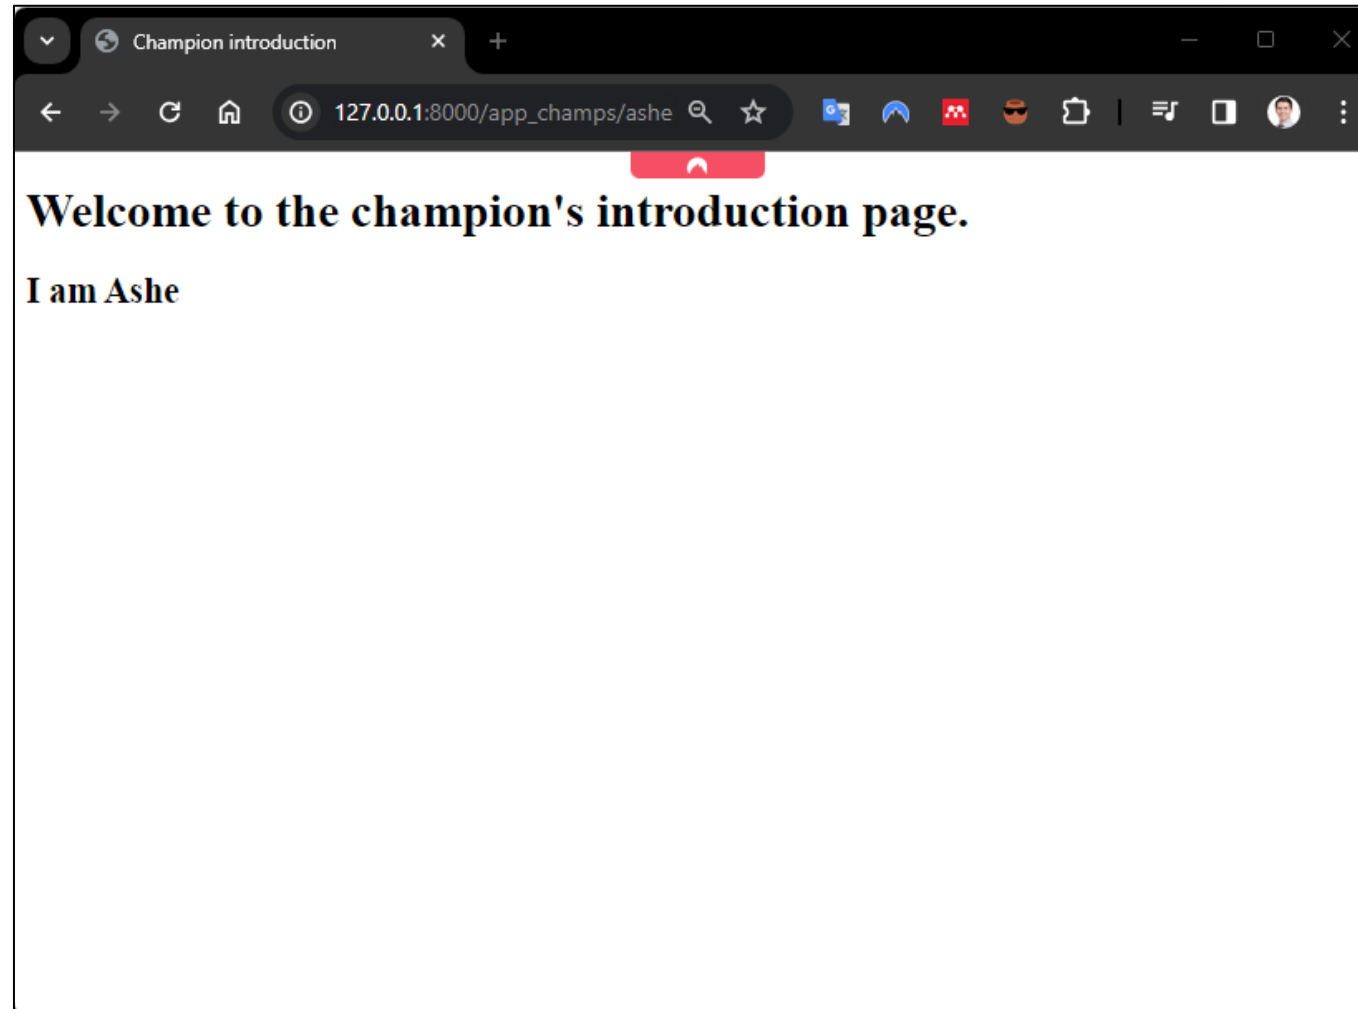 Champion introduction
127.0.0.1:8000/app_champs/ashe
Welcome to the champion's introduction page.
I am Ashe